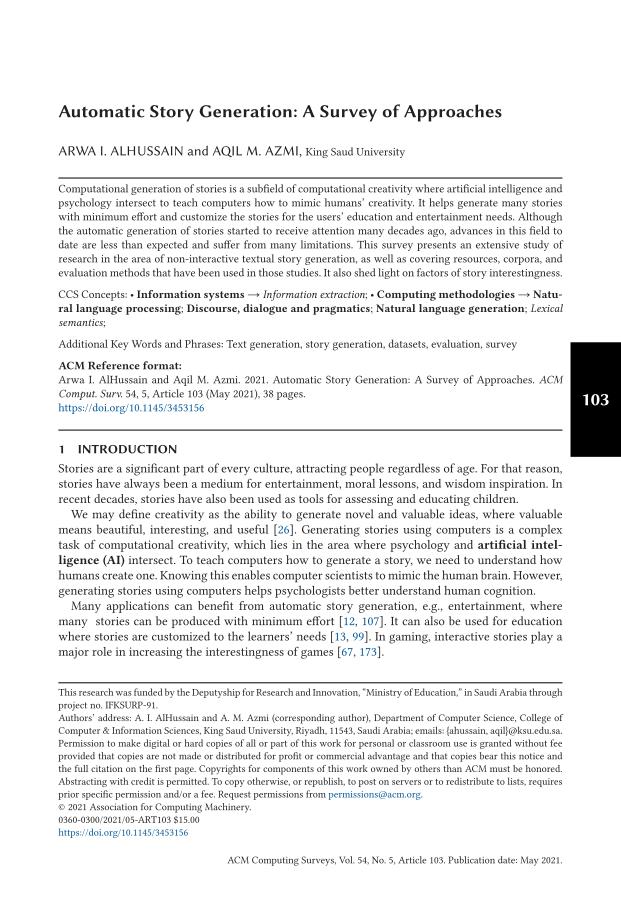 Automatic Story Generation: A Survey of Approaches
ARWA I. ALHUSSAIN and AQIL M. AZMI, King Saud University
Computational generation of stories is a subfield of computational creativity where artificial intelligence and
psychology intersect to teach computers how to mimic humans' creativity. It helps generate many stories
with minimum effort and customize the stories for the users' education and entertainment needs. Although
the automatic generation of stories started to receive attention many decades ago, advances in this field to
date are less than expected and suffer from many limitations. This survey presents an extensive study of
research in the area of non-interactive textual story generation, as well as covering resources, corpora, and
evaluation methods that have been used in those studies. It also shed light on factors of story interestingness.
CCS Concepts: • Information systems → Information extraction; • Computing methodologies → Natu-
ral language processing; Discourse, dialogue and pragmatics; Natural language generation; Lexical
semantics;
Additional Key Words and Phrases: Text generation, story generation, datasets, evaluation, survey
ACM Reference format:
Arwa I. AlHussain and Aqil M. Azmi. 2021. Automatic Story Generation: A Survey of Approaches. ACM
Comput. Surv. 54, 5, Article 103 (May 2021), 38 pages.
https://doi.org/10.1145/3453156
103
1 INTRODUCTION
Stories are a significant part of every culture, attracting people regardless of age. For that reason,
stories have always been a medium for entertainment, moral lessons, and wisdom inspiration. In
recent decades, stories have also been used as tools for assessing and educating children.
We may define creativity as the ability to generate novel and valuable ideas, where valuable
means beautiful, interesting, and useful [26]. Generating stories using computers is a complex
task of computational creativity, which lies in the area where psychology and artificial intel-
ligence (AI) intersect. To teach computers how to generate a story, we need to understand how
humans create one. Knowing this enables computer scientists to mimic the human brain. However,
generating stories using computers helps psychologists better understand human cognition.
Many applications can benefit from automatic story generation, e.g., entertainment, where
many stories can be produced with minimum effort [12, 107]. It can also be used for education
where stories are customized to the learners' needs [13, 99]. In gaming, interactive stories play a
major role in increasing the interestingness of games [67, 173].
This research was funded by the Deputyship for Research and Innovation, "Ministry of Education," in Saudi Arabia through
project no. IFKSURP-91.
Authors' address: A. I. AlHussain and A. M. Azmi (corresponding author), Department of Computer Science, College of
Computer & Information Sciences, King Saud University, Riyadh, 11543, Saudi Arabia; emails: {ahussain, aqil}@ksu.edu.sa.
Permission to make digital or hard copies of all or part of this work for personal or classroom use is granted without fee
provided that copies are not made or distributed for profit or commercial advantage and that copies bear this notice and
the full citation on the first page. Copyrights for components of this work owned by others than ACM must be honored.
Abstracting with credit is permitted. To copy otherwise, or republish, to post on servers or to redistribute to lists, requires
prior specific permission and/or a fee. Request permissions from permissions@acm.org.
© 2021 Association for Computing Machinery.
0360-0300/2021/05-ART103 $15.00
https://doi.org/10.1145/3453156
ACM Computing Surveys, Vol. 54, No. 5, Article 103. Publication date: May 2021.